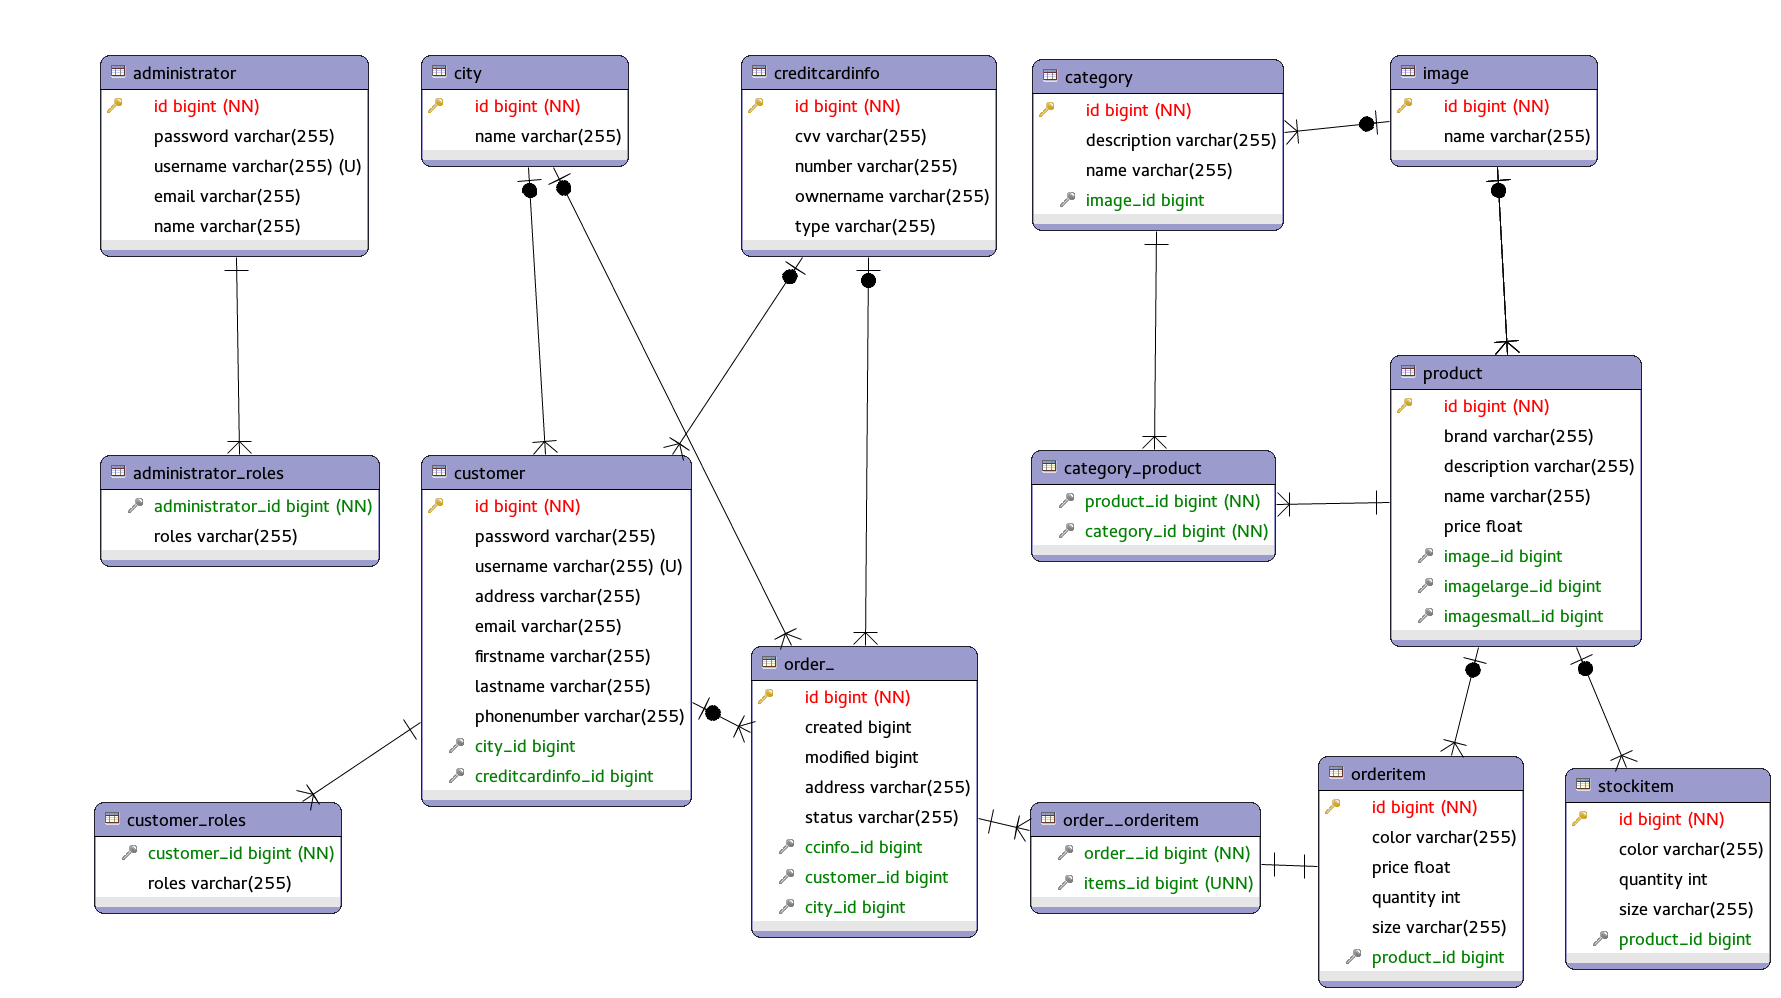 administrator
id bigint (NN)
password varchar(255)
username varchar(255) (U)
email varchar(255)
name varchar(255)
city
id bigint (NN)
name varchar(255)
creditcardinfo
id bigint (NN)
cvv varchar(255)
number varchar(255)
ownername varchar(255)
type varchar(255)
category
id bigint (NN)
description varchar(255)
name varchar(255)
image_id bigint
image
id bigint (NN)
name varchar(255)
administrator_roles
administrator_id bigint (NN)
roles varchar(255)
customer
id bigint (NN)
password varchar(255)
username varchar(255) (U)
address varchar(255)
email varchar(255)
firstname varchar(255)
lastname varchar(255)
phonenumber varchar(255)
city_id bigint
creditcardinfo_id bigint
category_product
product_id bigint (NN)
category_id bigint (NN)
product
id bigint (NN)
brand varchar(255)
description varchar(255)
name varchar(255)
price float
image_id bigint
imagelarge_id bigint
imagesmall_id bigint
customer_roles
customer_id bigint (NN)
roles varchar(255)
order_
id bigint (NN)
created bigint
modified bigint
address varchar(255)
status varchar(255)
ccinfo_id bigint
customer_id bigint
city_id bigint
order__orderitem
order__id bigint (NN)
items_id bigint (UNN)
orderitem
id bigint (NN)
color varchar(255)
price float
quantity int
size varchar(255)
product_id bigint
stockitem
id bigint (NN)
color varchar(255)
quantity int
size varchar(255)
product_id bigint